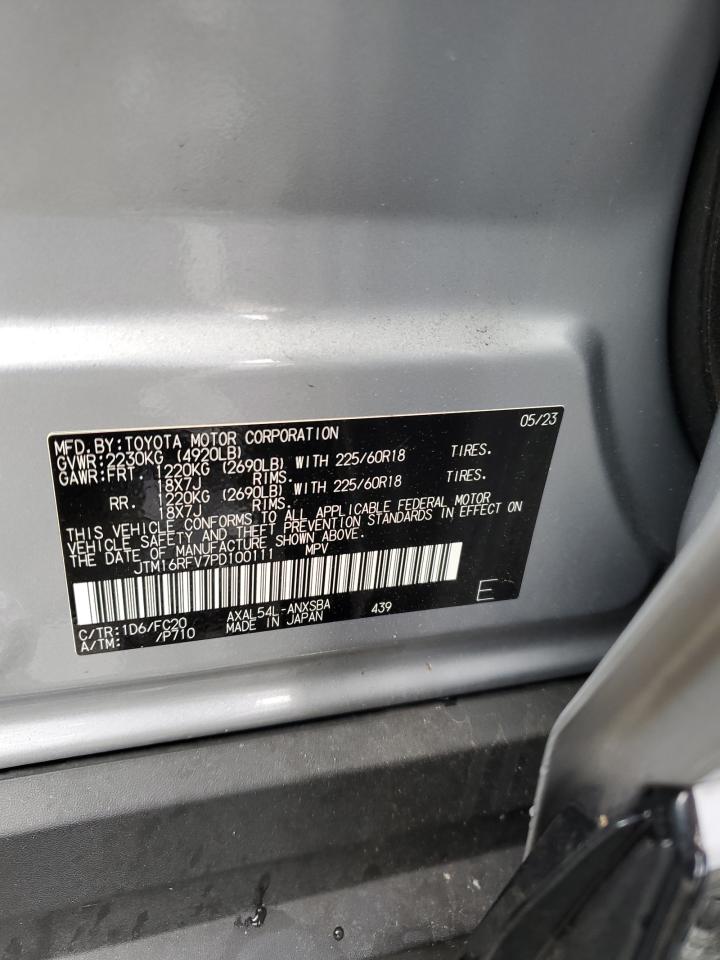 05/23
MFD.BY:TOYOTA MOTOR CORPORATION
GVWR:2230KG (4920LB)
GAWR:FRT. 1220KG (2690LB) WITH 225/60R18 TIRES.
18X7J RIMS.
RR. 1220KG (2690LB) WITH 225/60R18 TIRES.
18X7J RIMS.
THIS VEHICLE CONFORMS TO ALL APPLICABLE FEDERAL MOTOR
VEHICLE SAFETY AND THEFT PREVENTION STANDARDS IN EFFECT ON
THE DATE OF MANUFACTURE SHOWN ABOVE.
JTM16RFV7PD100111 MPV
C/TR:1D6/FC20 AXAL54L-ANXSBA 439
A/TM: /P710 MADE IN JAPAN
E